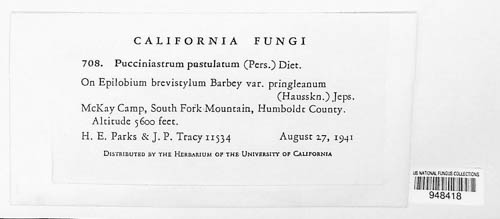 CALIFORNIA FUNGI
708. Pucciniastrum pustulatum (Pers.) Diet.
On Epilobium brevistylum Barbey var. pringleanum
(Hausskn.) Jeps.
McKay Camp, South Fork Mountain, Humboldt County.
Altitude 5600 feet.
H. E. Parks & J. P. Tracy 11534 August 27, 1941
DISTRIBUTED BY THE HERBARIUM OF THE UNIVERSITY OF CALIFORNIA
US NATIONAL FUNGUS COLLECTIONS
948418